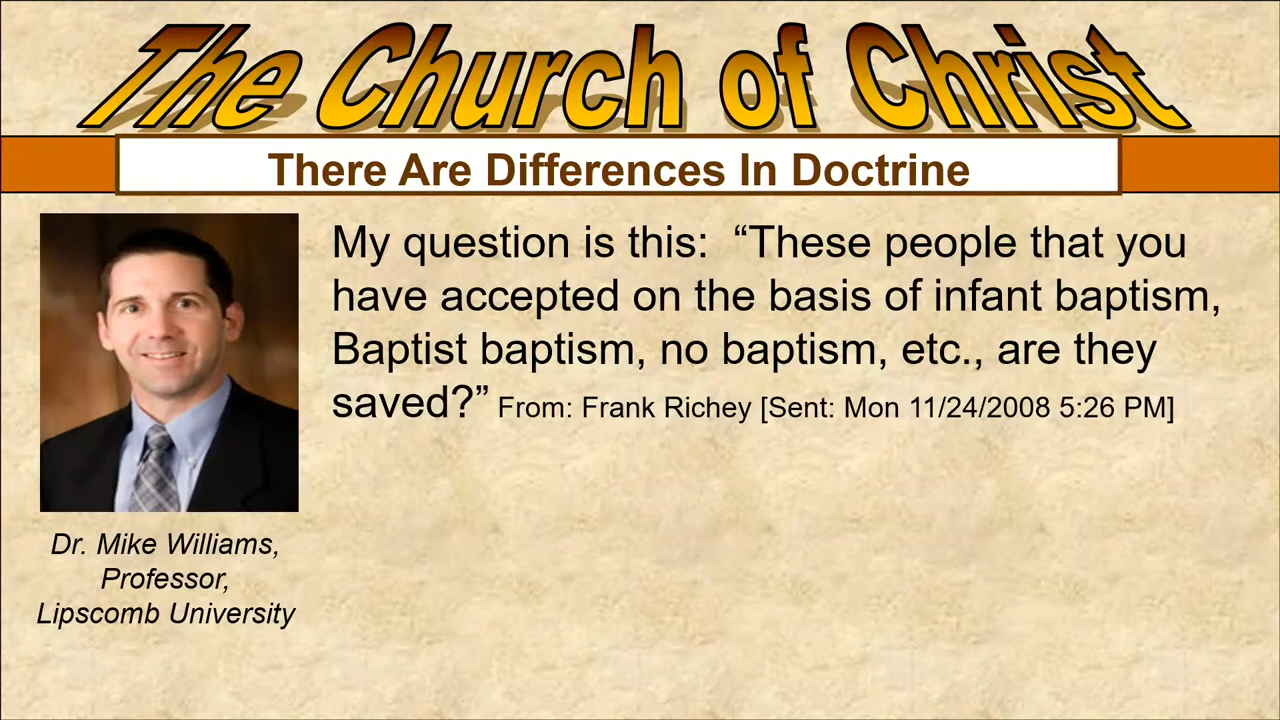 The Church of Christ
There Are Differences In Doctrine
My question is this:  “These people that you
have accepted on the basis of infant baptism,
Baptist baptism, no baptism, etc., are they
saved?” From: Frank Richey [Sent: Mon 11/24/2008 5:26 PM]
Dr. Mike Williams,
Professor,
Lipscomb University